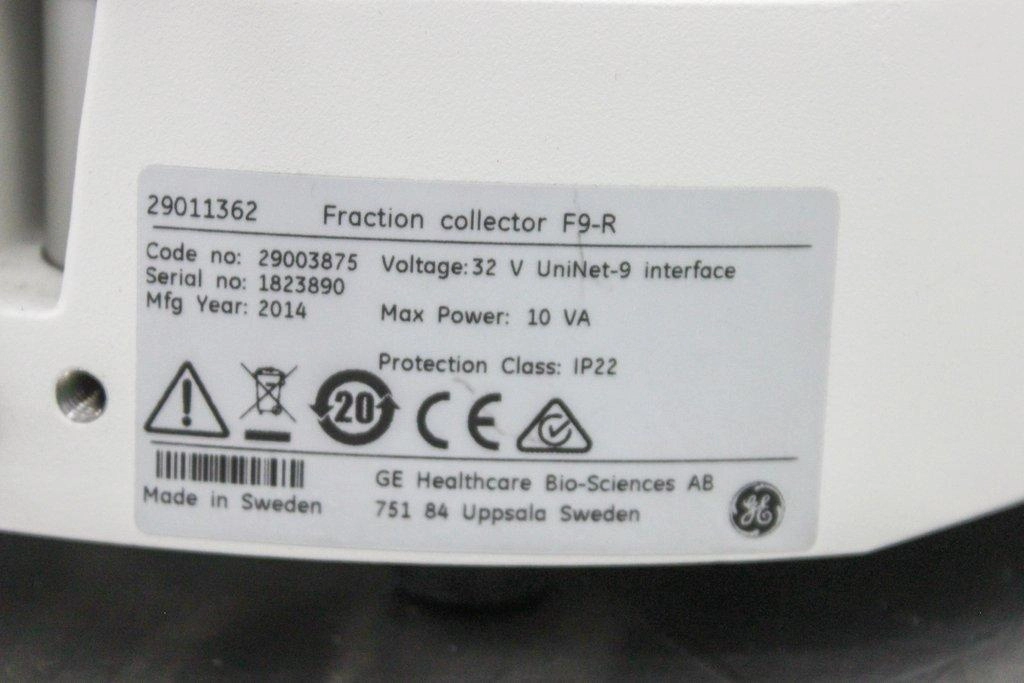 29011362 Fraction collector F9-R
Code no: 29003875 Voltage: 32 V UniNet-9 interface
Serial no: 1823890
Mfg Year: 2014 Max Power: 10 VA
Protection Class: IP22
20 CE
GE Healthcare Bio-Sciences AB
Made in Sweden 751 84 Uppsala Sweden
GE